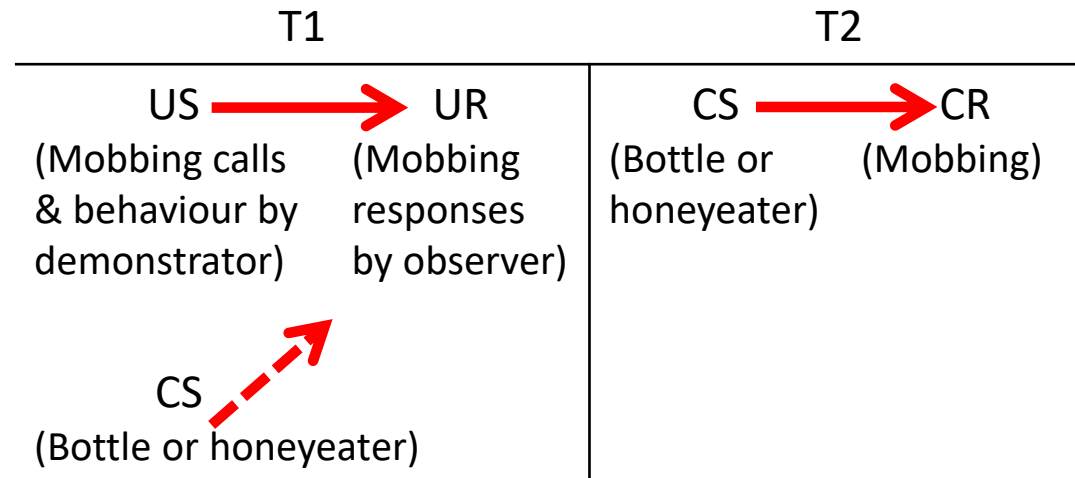 T1
T2
US
UR
(Mobbing calls
& behaviour by
demonstrator)
(Mobbing
responses
by observer)
CS
(Bottle or honeyeater)
CS
CR
(Bottle or
honeyeater)
(Mobbing)